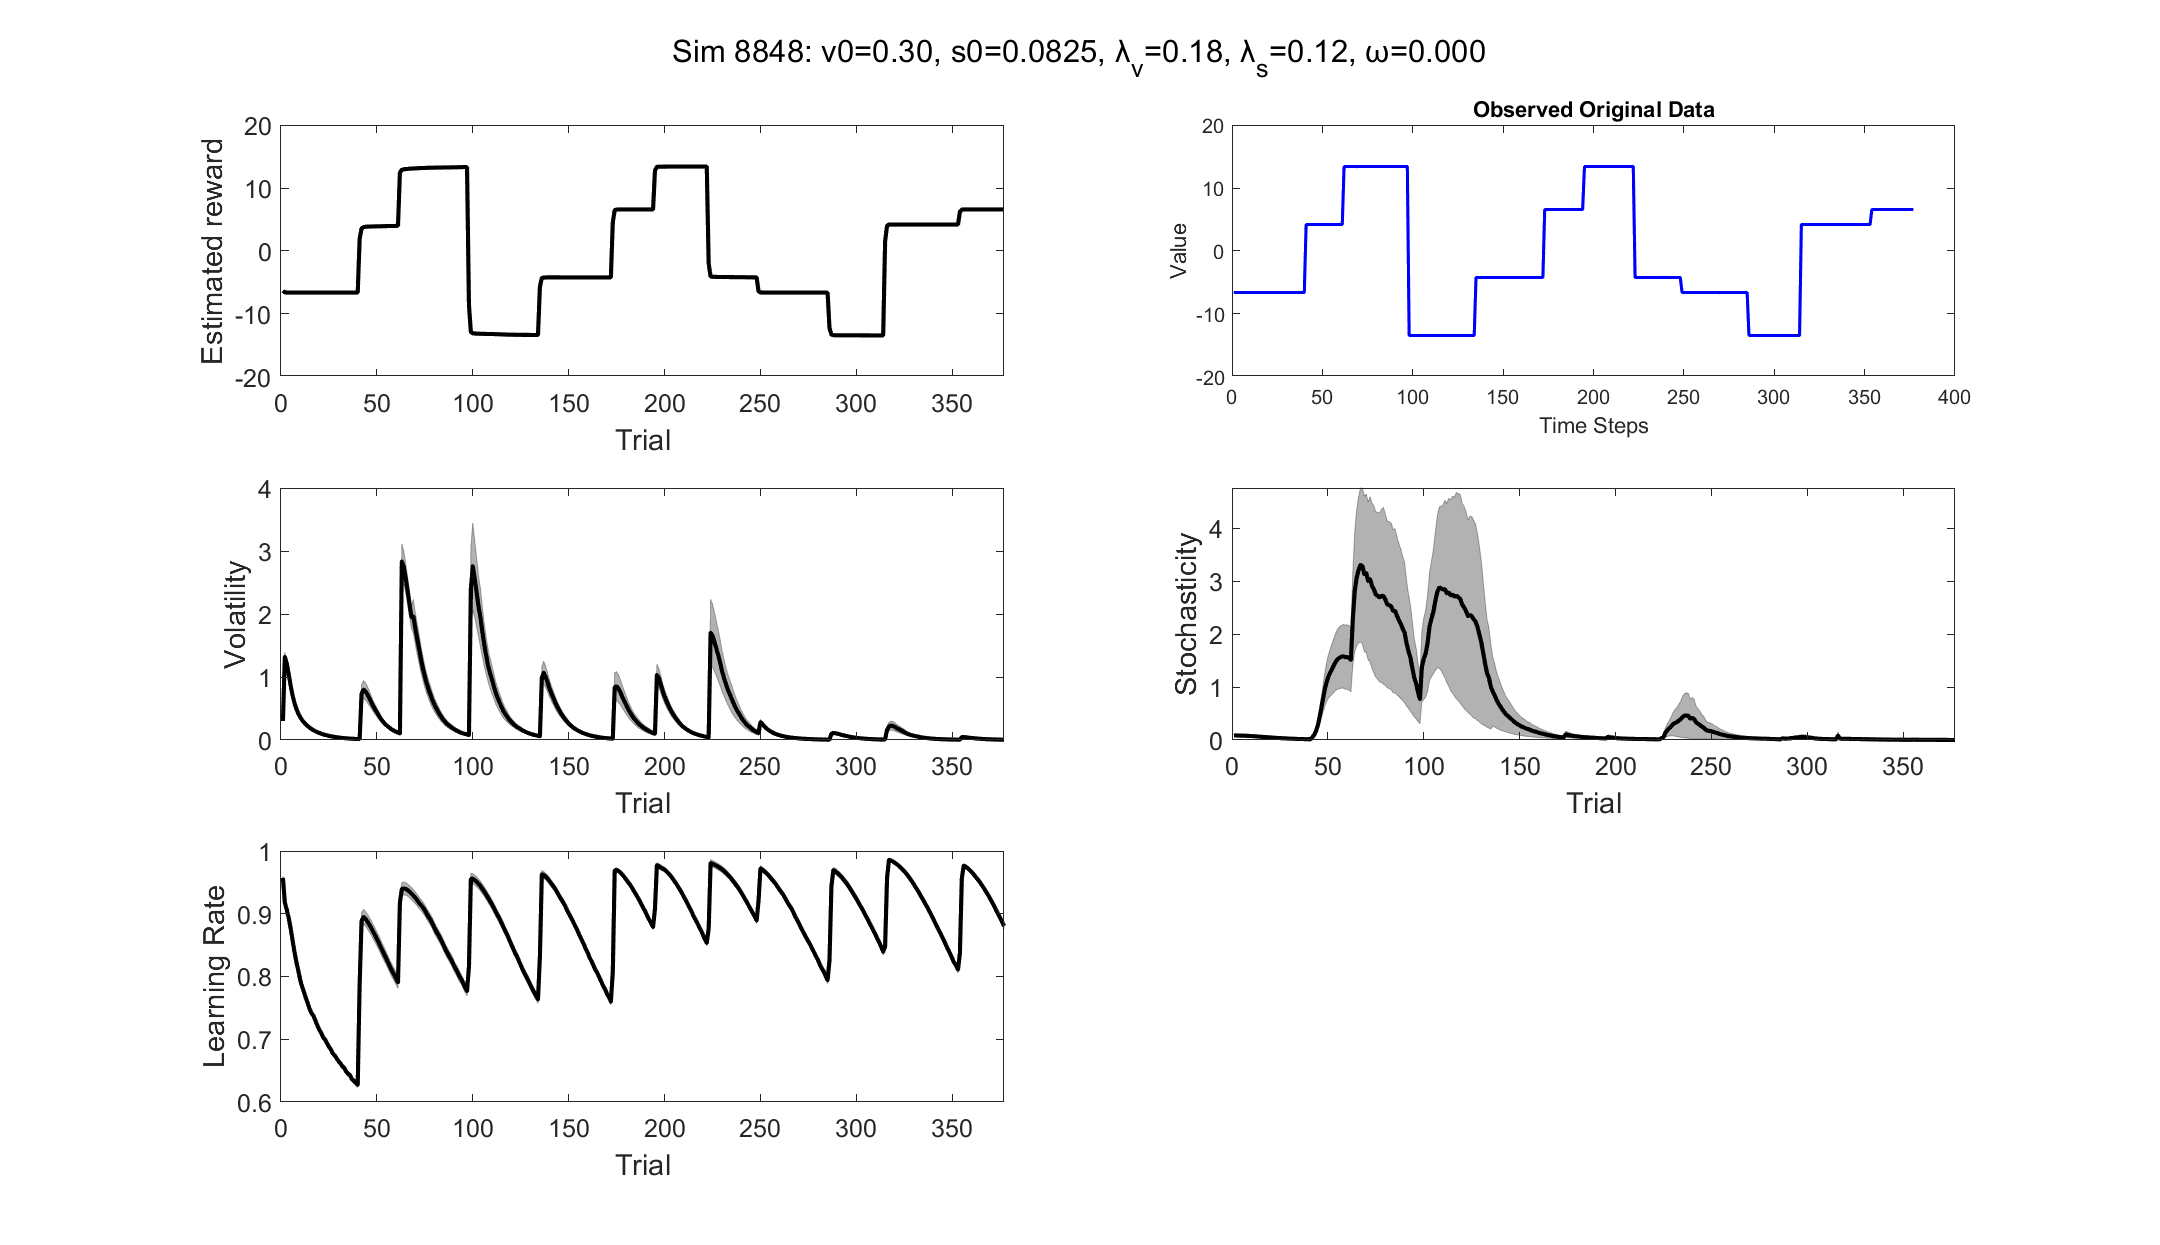 Sim 8848: v0=0.30, s0=0.0825, λ_v=0.18, λ_s=0.12, ω=0.000
Estimated reward
20
10
0
-10
-20
0 50 100 150 200 250 300 350
Trial
Observed Original Data
Value
20
10
0
-10
-20
0 50 100 150 200 250 300 350 400
Time Steps
Volatility
4
3
2
1
0
0 50 100 150 200 250 300 350
Trial
Stochasticity
4
3
2
1
0
0 50 100 150 200 250 300 350
Trial
Learning Rate
1
0.9
0.8
0.7
0.6
0 50 100 150 200 250 300 350
Trial